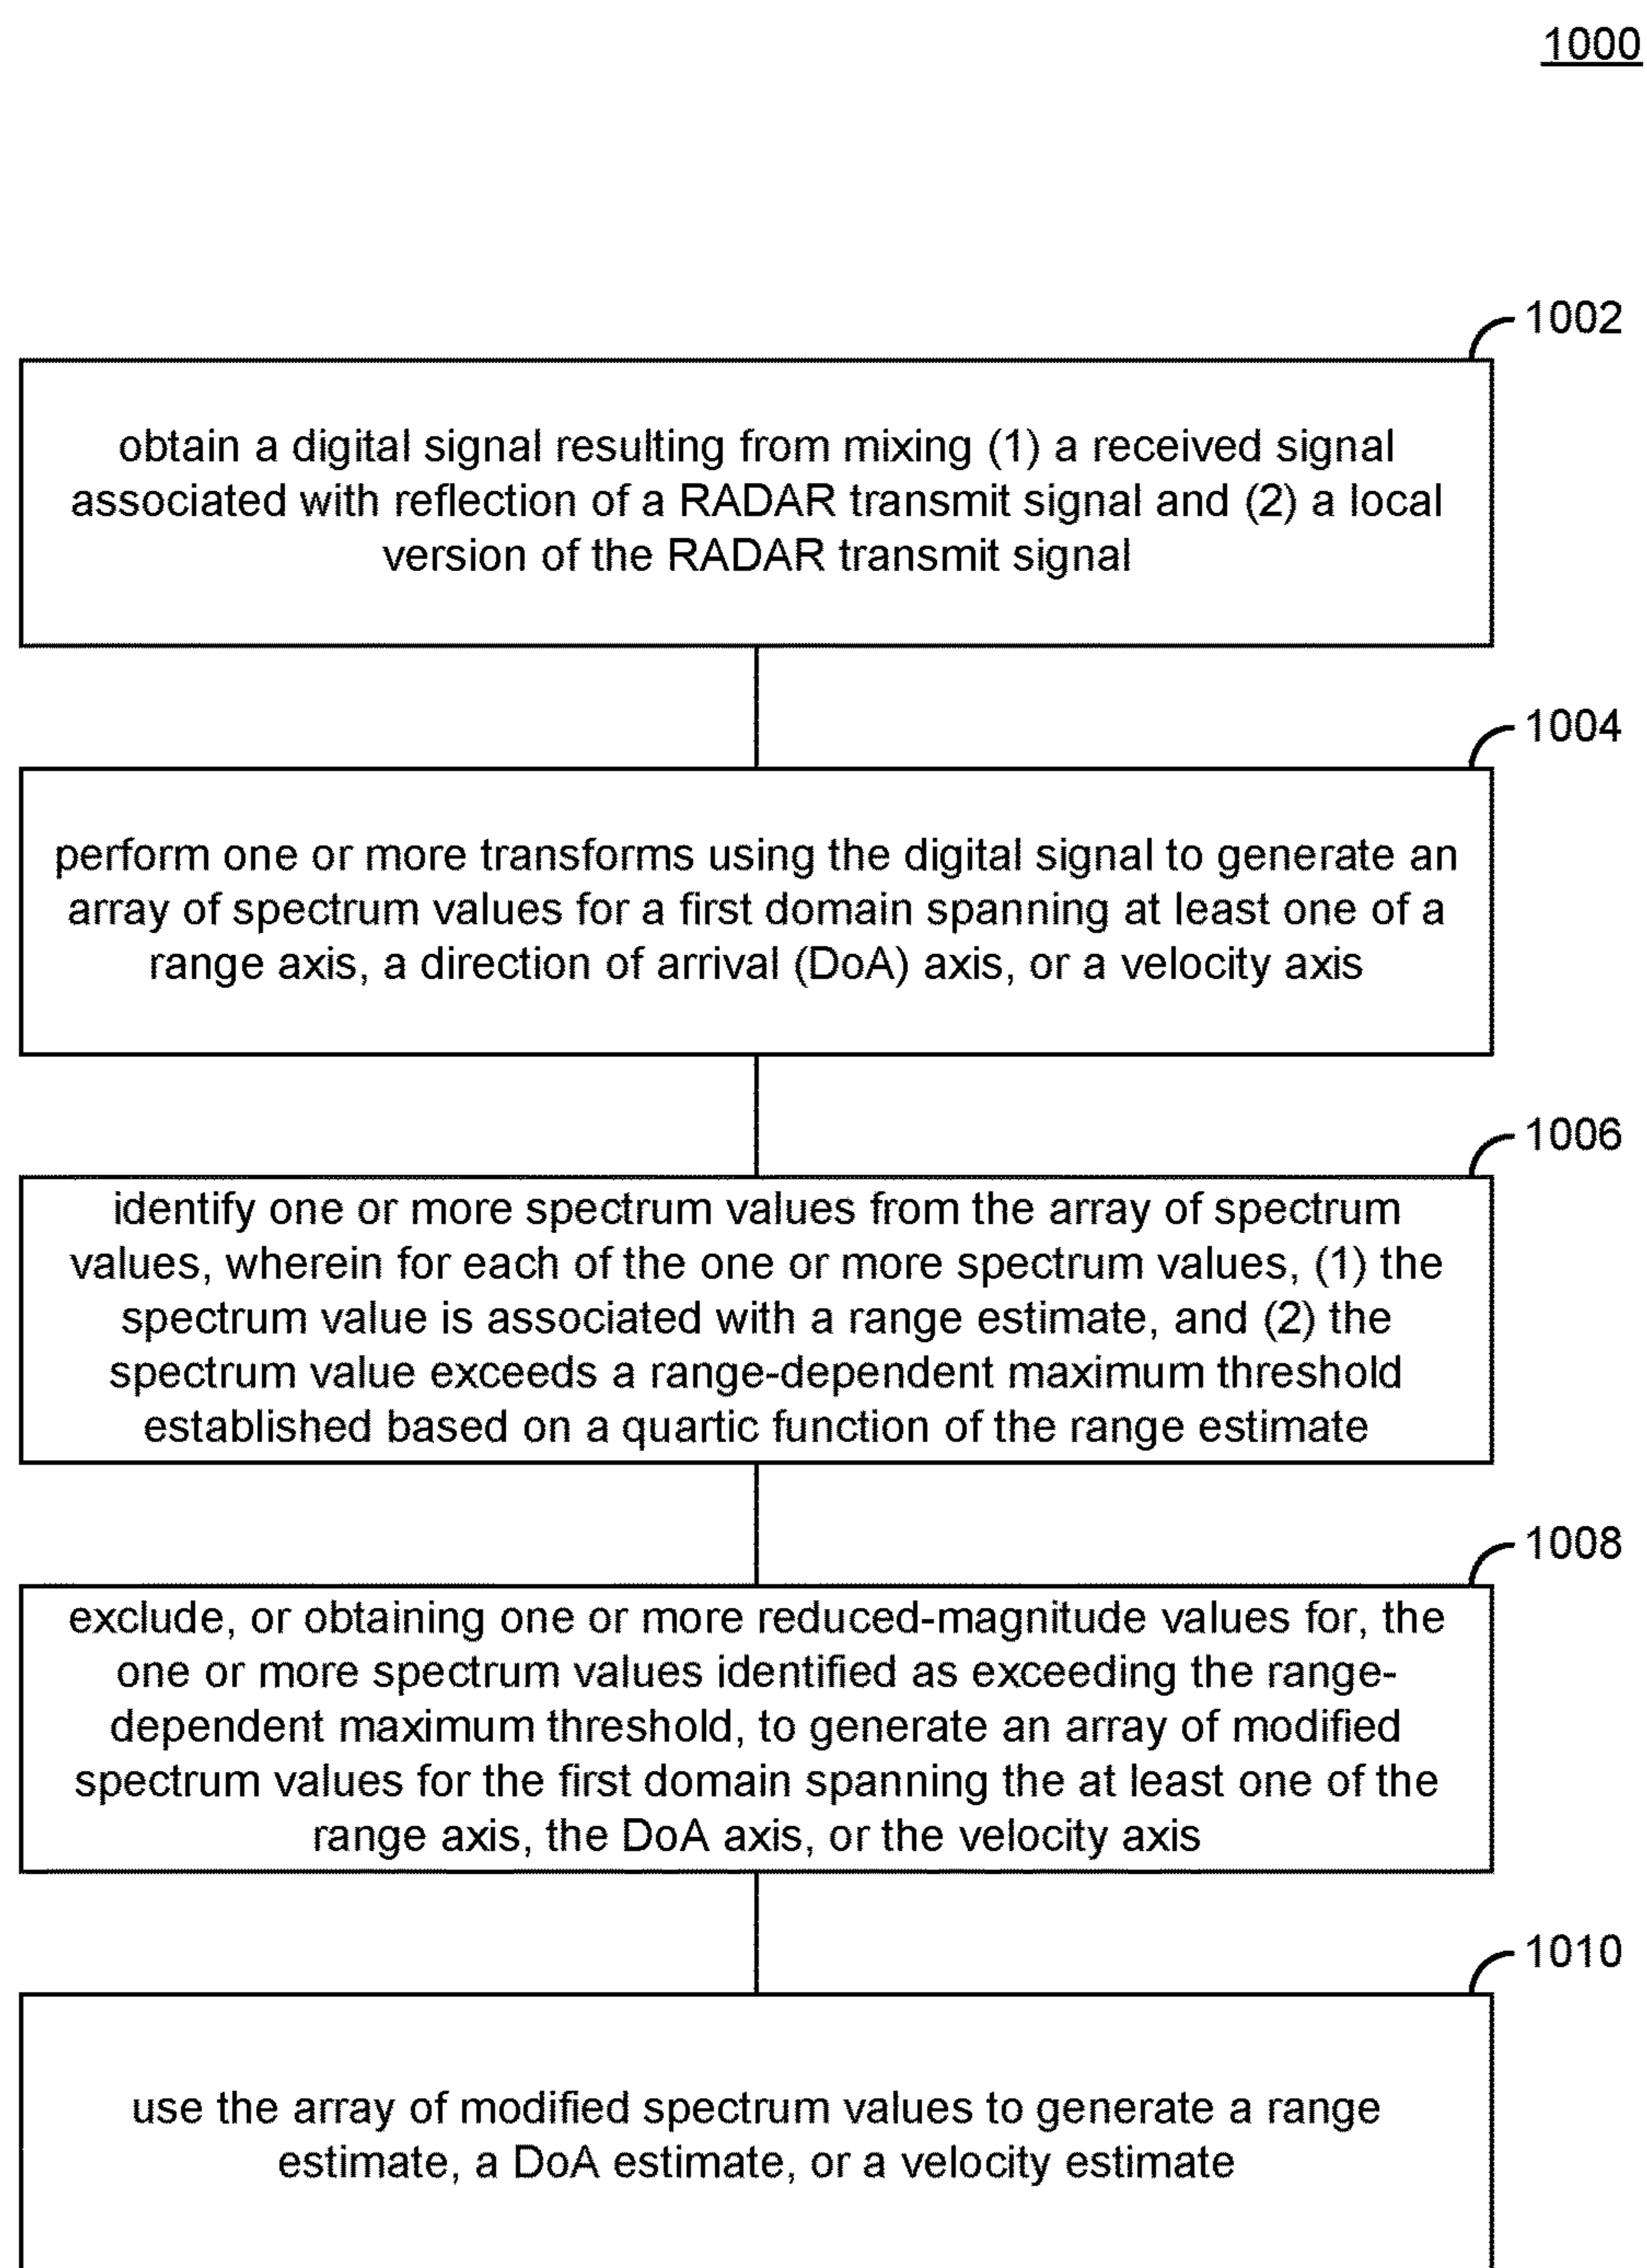 1000
1002
obtain a digital signal resulting from mixing (1) a received signal
associated with reflection of a RADAR transmit signal and (2) a local
version of the RADAR transmit signal
1004
perform one or more transforms using the digital signal to generate an
array of spectrum values for a first domain spanning at least one of a
range axis, a direction of arrival (DoA) axis, or a velocity axis
1006
identify one or more spectrum values from the array of spectrum
values, wherein for each of the one or more spectrum values, (1) the
spectrum value is associated with a range estimate, and (2) the
spectrum value exceeds a range-dependent maximum threshold
established based on a quartic function of the range estimate
1008
exclude, or obtaining one or more reduced-magnitude values for, the
one or more spectrum values identified as exceeding the range-
dependent maximum threshold, to generate an array of modified
spectrum values for the first domain spanning the at least one of the
range axis, the DoA axis, or the velocity axis
1010
use the array of modified spectrum values to generate a range
estimate, a DoA estimate, or a velocity estimate